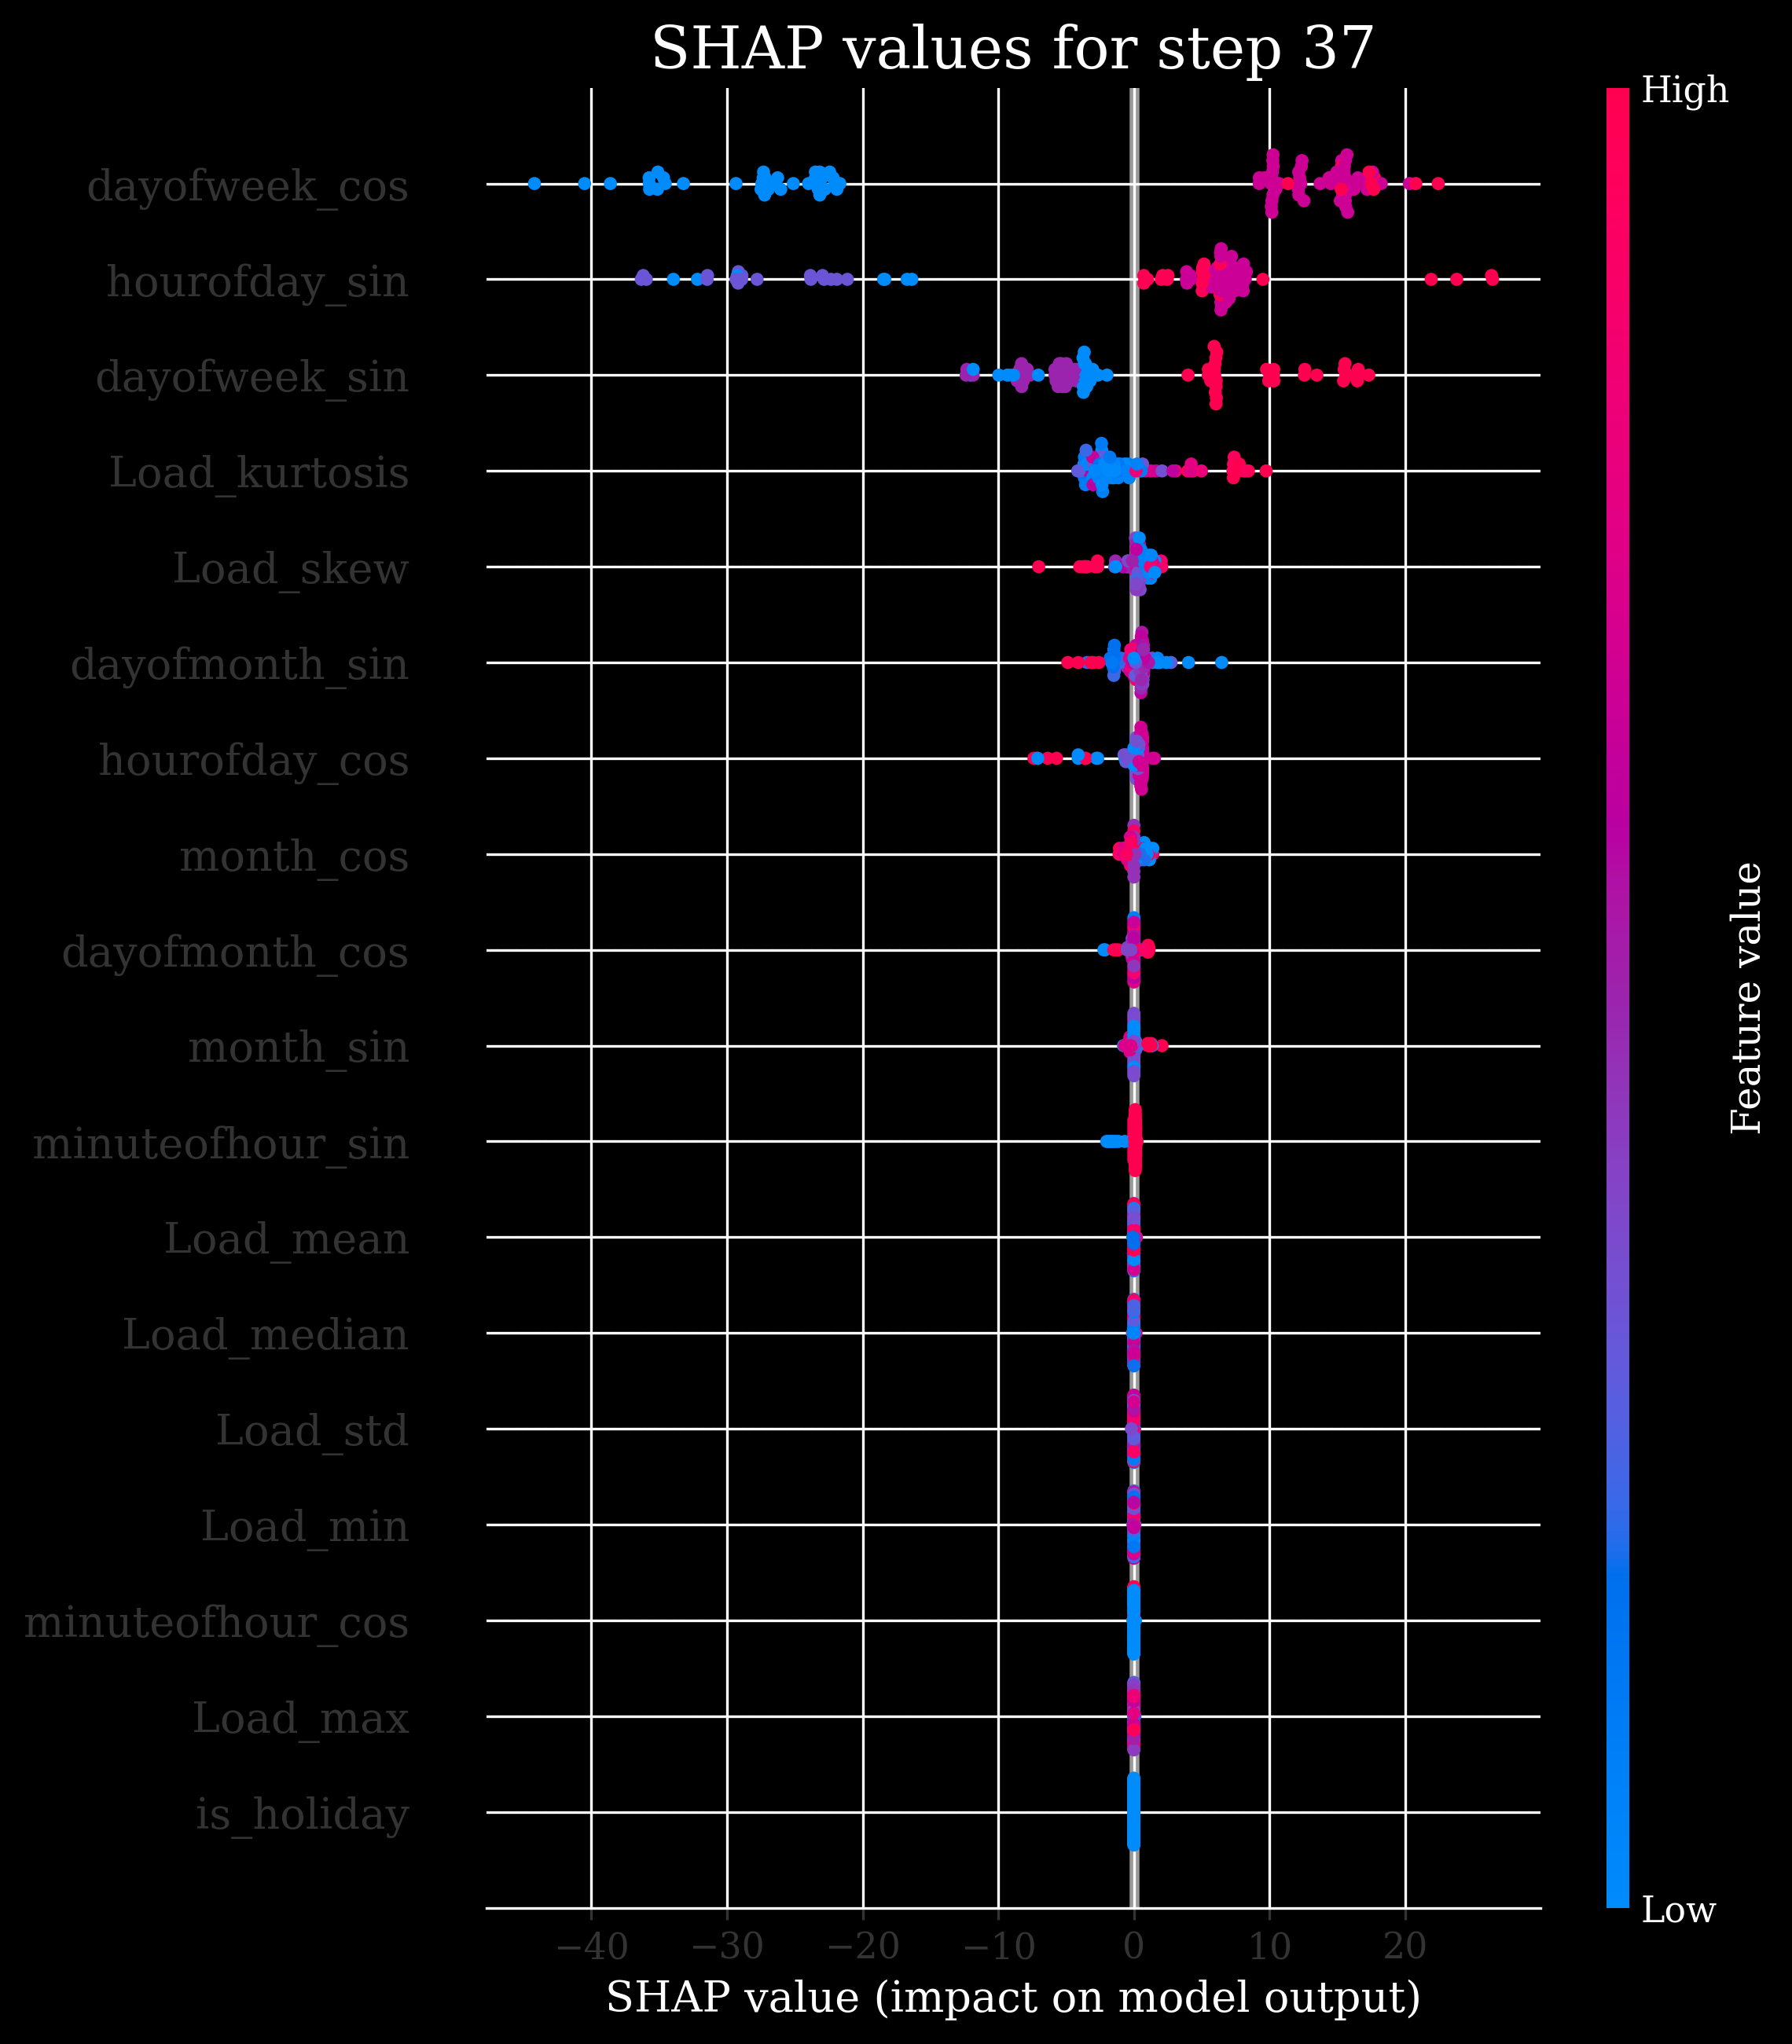 SHAP values for step 37
High
dayofweek_cos
hourofday_sin
dayofweek_sin
Load_kurtosis
Load_skew
dayofmonth_sin
hourofday_cos
month_cos
dayofmonth_cos
month_sin
minuteofhour_sin
Load_mean
Load_median
Load_std
Load_min
minuteofhour_cos
Load_max
is_holiday
Feature value
Low
−40 −30 −20 −10 0 10 20
SHAP value (impact on model output)